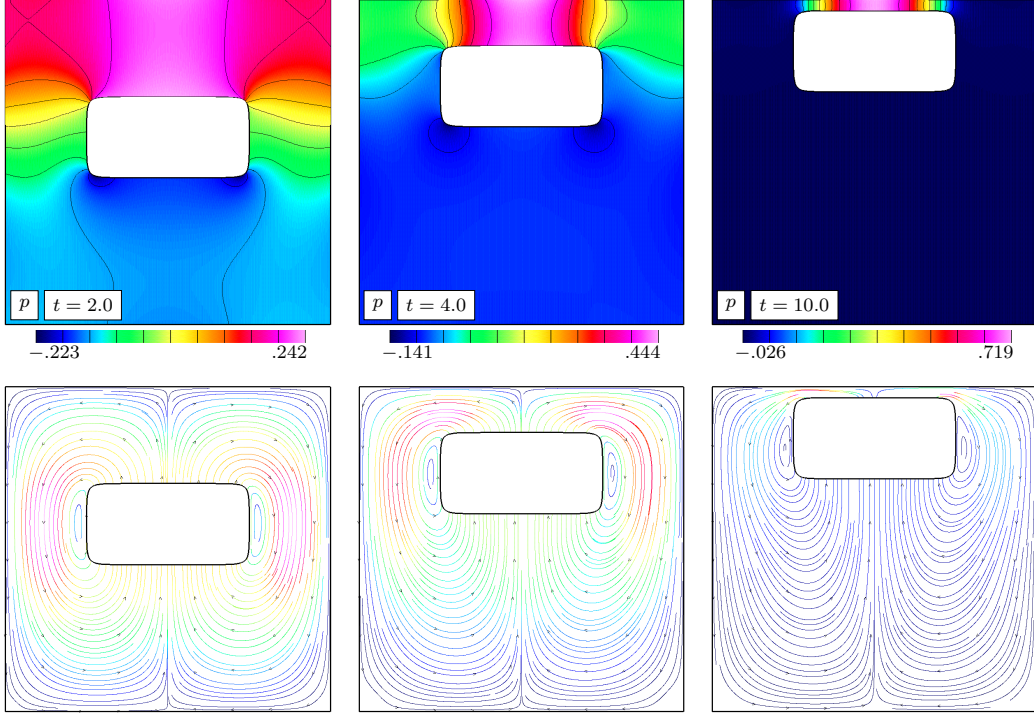 p t = 2.0
p t = 4.0
p t = 10.0
−.223 .242
−.141 .444
−.026 .719